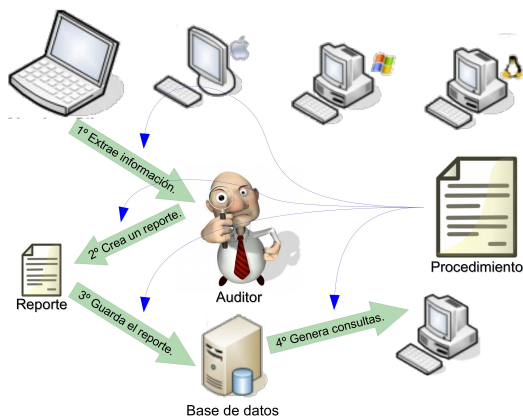 1º Extrae información.
2º Crea un reporte.
Procedimiento
Reporte
Auditor
3º Guarda el reporte.
4º Genera consultas.
Base de datos